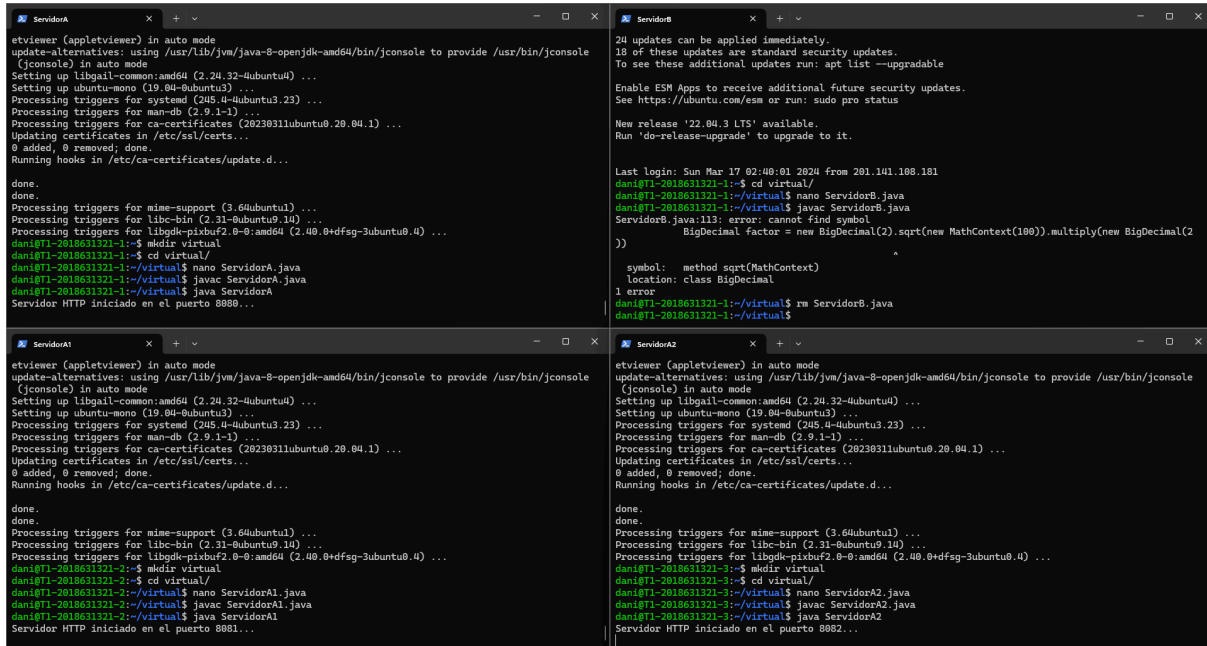 ServidorA
etviewer (appletviewer) in auto mode
update-alternatives: using /usr/lib/jvm/java-8-openjdk-amd64/bin/jconsole to provide /usr/bin/jconsole
(jconsole) in auto mode
Setting up libgail-common:amd64 (2.24.32-4ubuntu4) ...
Setting up ubuntu-mono (19.04-0ubuntu3) ...
Processing triggers for systemd (245.4-4ubuntu3.23) ...
Processing triggers for man-db (2.9.1-1) ...
Processing triggers for ca-certificates (20230311ubuntu0.20.04.1) ...
Updating certificates in /etc/ssl/certs...
0 added, 0 removed; done.
Running hooks in /etc/ca-certificates/update.d...
done.
done.
Processing triggers for mime-support (3.64ubuntu1) ...
Processing triggers for libc-bin (2.31-0ubuntu9.14) ...
Processing triggers for libgdk-pixbuf2.0-0:amd64 (2.40.0+dfsg-3ubuntu0.4) ...
dani@T1-2018631321-1:~$ mkdir virtual
dani@T1-2018631321-1:~$ cd virtual/
dani@T1-2018631321-1:~/virtual$ nano ServidorA.java
dani@T1-2018631321-1:~/virtual$ javac ServidorA.java
dani@T1-2018631321-1:~/virtual$ java ServidorA
Servidor HTTP iniciado en el puerto 8080...
ServidorB
24 updates can be applied immediately.
18 of these updates are standard security updates.
To see these additional updates run: apt list --upgradable
Enable ESM Apps to receive additional future security updates.
See https://ubuntu.com/esm or run: sudo pro status
New release '22.04.3 LTS' available.
Run 'do-release-upgrade' to upgrade to it.
Last login: Sun Mar 17 02:40:01 2024 from 201.141.108.181
dani@T1-2018631321-1:~$ cd virtual/
dani@T1-2018631321-1:~/virtual$ nano ServidorB.java
dani@T1-2018631321-1:~/virtual$ javac ServidorB.java
ServidorB.java:113: error: cannot find symbol
BigDecimal factor = new BigDecimal(2).sqrt(new MathContext(100)).multiply(new BigDecimal(2
))
^
symbol:   method sqrt(MathContext)
location: class BigDecimal
1 error
dani@T1-2018631321-1:~/virtual$ rm ServidorB.java
dani@T1-2018631321-1:~/virtual$
ServidorA1
etviewer (appletviewer) in auto mode
update-alternatives: using /usr/lib/jvm/java-8-openjdk-amd64/bin/jconsole to provide /usr/bin/jconsole
(jconsole) in auto mode
Setting up libgail-common:amd64 (2.24.32-4ubuntu4) ...
Setting up ubuntu-mono (19.04-0ubuntu3) ...
Processing triggers for systemd (245.4-4ubuntu3.23) ...
Processing triggers for man-db (2.9.1-1) ...
Processing triggers for ca-certificates (20230311ubuntu0.20.04.1) ...
Updating certificates in /etc/ssl/certs...
0 added, 0 removed; done.
Running hooks in /etc/ca-certificates/update.d...
done.
done.
Processing triggers for mime-support (3.64ubuntu1) ...
Processing triggers for libc-bin (2.31-0ubuntu9.14) ...
Processing triggers for libgdk-pixbuf2.0-0:amd64 (2.40.0+dfsg-3ubuntu0.4) ...
dani@T1-2018631321-2:~$ mkdir virtual
dani@T1-2018631321-2:~$ cd virtual/
dani@T1-2018631321-2:~/virtual$ nano ServidorA1.java
dani@T1-2018631321-2:~/virtual$ javac ServidorA1.java
dani@T1-2018631321-2:~/virtual$ java ServidorA1
Servidor HTTP iniciado en el puerto 8081...
ServidorA2
etviewer (appletviewer) in auto mode
update-alternatives: using /usr/lib/jvm/java-8-openjdk-amd64/bin/jconsole to provide /usr/bin/jconsole
(jconsole) in auto mode
Setting up libgail-common:amd64 (2.24.32-4ubuntu4) ...
Setting up ubuntu-mono (19.04-0ubuntu3) ...
Processing triggers for systemd (245.4-4ubuntu3.23) ...
Processing triggers for man-db (2.9.1-1) ...
Processing triggers for ca-certificates (20230311ubuntu0.20.04.1) ...
Updating certificates in /etc/ssl/certs...
0 added, 0 removed; done.
Running hooks in /etc/ca-certificates/update.d...
done.
done.
Processing triggers for mime-support (3.64ubuntu1) ...
Processing triggers for libc-bin (2.31-0ubuntu9.14) ...
Processing triggers for libgdk-pixbuf2.0-0:amd64 (2.40.0+dfsg-3ubuntu0.4) ...
dani@T1-2018631321-3:~$ mkdir virtual
dani@T1-2018631321-3:~$ cd virtual/
dani@T1-2018631321-3:~/virtual$ nano ServidorA2.java
dani@T1-2018631321-3:~/virtual$ javac ServidorA2.java
dani@T1-2018631321-3:~/virtual$ java ServidorA2
Servidor HTTP iniciado en el puerto 8082...